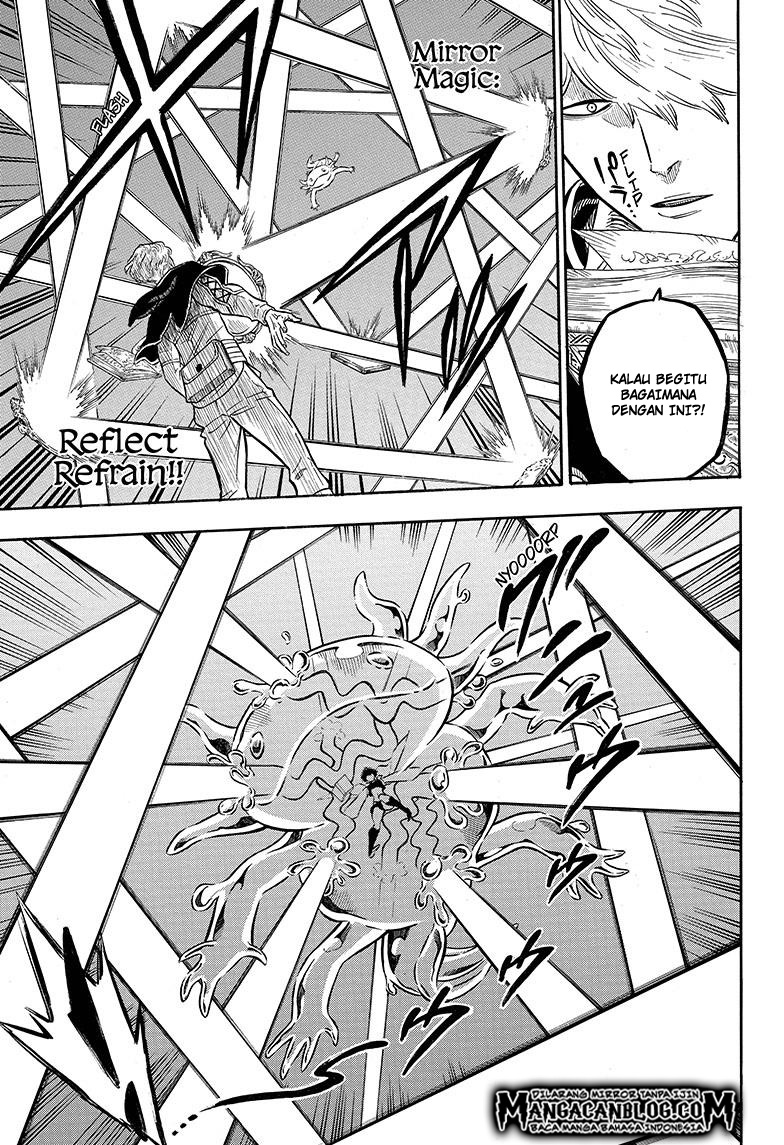 FLIP
KALAU BEGITU
BAGAIMANA
DENGAN INI?!
Mirror
Magic:
FLASH
Reflect
Refrain!!
NYOOOORP
DILARANG MIRROR TANPA IJIN
MANGACANBLOG.COM
BACA MANGA BAHAGA INDONESIA